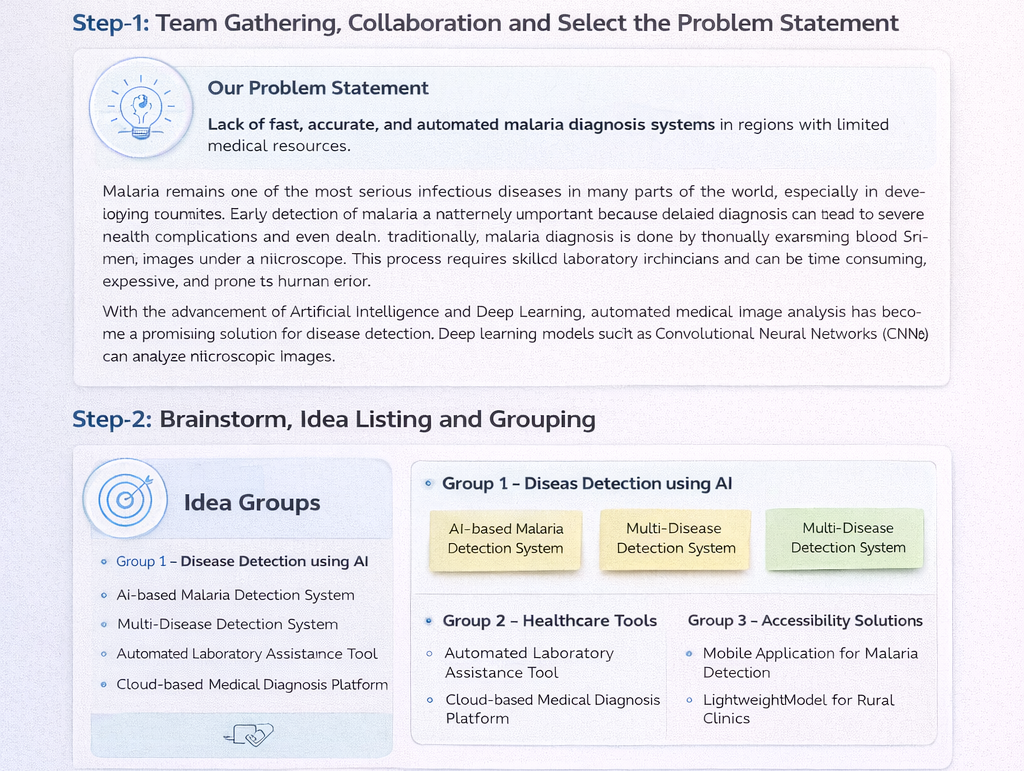 Step-1: Team Gathering, Collaboration and Select the Problem Statement
Our Problem Statement
Lack of fast, accurate, and automated malaria diagnosis systems in regions with limited
medical resources.
Malaria remains one of the most serious infectious diseases in many parts of the world, especially in deve-
ioyying toumnites. Early detection of malaria a natternely umportant because delaied diagnosis can tead to severe
nealth complications and even dealn. traditionally, malaria diagnosis is done by thonually exarsming blood Sri-
men, images under a niicroscope. This process requires skillcd laboratory irchincians and can be time consuming,
expessive, and prone ts hurnan erior.
With the advancement of Artificial Intelligence and Deep Learning, automated medical image analysis has beco-
me a promising solution for disease detection. Deep learning models such as Convolutional Neural Networks (CNNs)
can analyze niicroscopic images.
Step-2: Brainstorm, Idea Listing and Grouping
Idea Groups
Group 1 – Disease Detection using AI
Ai-based Malaria Detection System
Multi-Disease Detection System
Automated Laboratory Assistance Tool
Cloud-based Medical Diagnosis Platform
Group 1 – Diseas Detection using AI
AI-based Malaria
Detection System
Multi-Disease
Detection System
Multi-Disease
Detection System
Group 2 – Healthcare Tools
Automated Laboratory
Assistance Tool
Cloud-based Medical Diagnosis
Platform
Group 3 – Accessibility Solutions
Mobile Application for Malaria
Detection
LightweightModel for Rural
Clinics